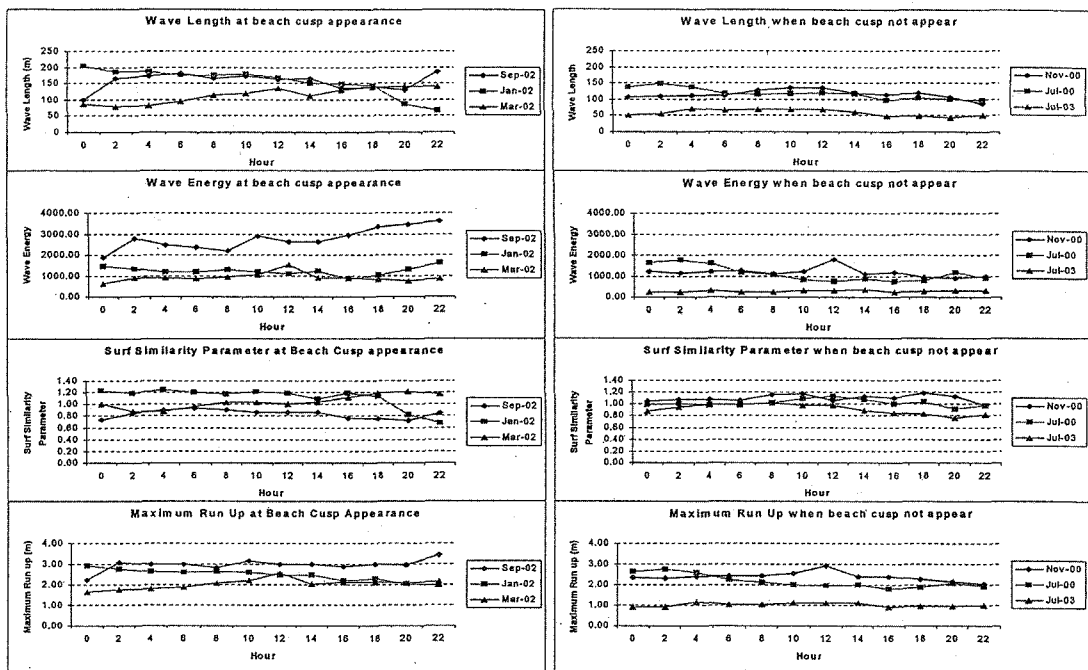 Wave Length at beach cusp appearance
Wave Length (m)
250
200
150
100
50
0
0 2 4 6 8 10 12 14 16 18 20 22
Hour
Sep-02
Jan-02
Mar-02
Wave Length when beach cusp not appear
Wave Length
250
200
150
100
50
0
0 2 4 6 8 10 12 14 16 18 20 22
Hour
Nov-00
Jul-00
Jul-03
Wave Energy at beach cusp appearance
Wave Energy
4000.00
3000.00
2000.00
1000.00
0.00
0 2 4 6 8 10 12 14 16 18 20 22
Hour
Sep-02
Jan-02
Mar-02
Wave Energy when beach cusp not appear
Wave Energy
4000.00
3000.00
2000.00
1000.00
0.00
0 2 4 6 8 10 12 14 16 18 20 22
Hour
Nov-00
Jul-00
Jul-03
Surf Similarity Parameter at Beach Cusp appearance
Surf Similarity
Parameter
1.40
1.20
1.00
0.80
0.60
0.40
0.20
0.00
0 2 4 6 8 10 12 14 16 18 20 22
Hour
Sep-02
Jan-02
Mar-02
Surf Similarity Parameter when beach cusp not appear
Surf Similarity
Parameter
1.40
1.20
1.00
0.80
0.60
0.40
0.20
0.00
0 2 4 6 8 10 12 14 16 18 20 22
Hour
Nov-00
Jul-00
Jul-03
Maximum Run Up at Beach Cusp Appearance
Maximum Run up (m)
4.00
3.00
2.00
1.00
0.00
0 2 4 6 8 10 12 14 16 18 20 22
Hour
Sep-02
Jan-02
Mar-02
Maximum Run Up when beach cusp not appear
Maximum Run up (m)
4.00
3.00
2.00
1.00
0.00
0 2 4 6 8 10 12 14 16 18 20 22
Hour
Nov-00
Jul-00
Jul-03